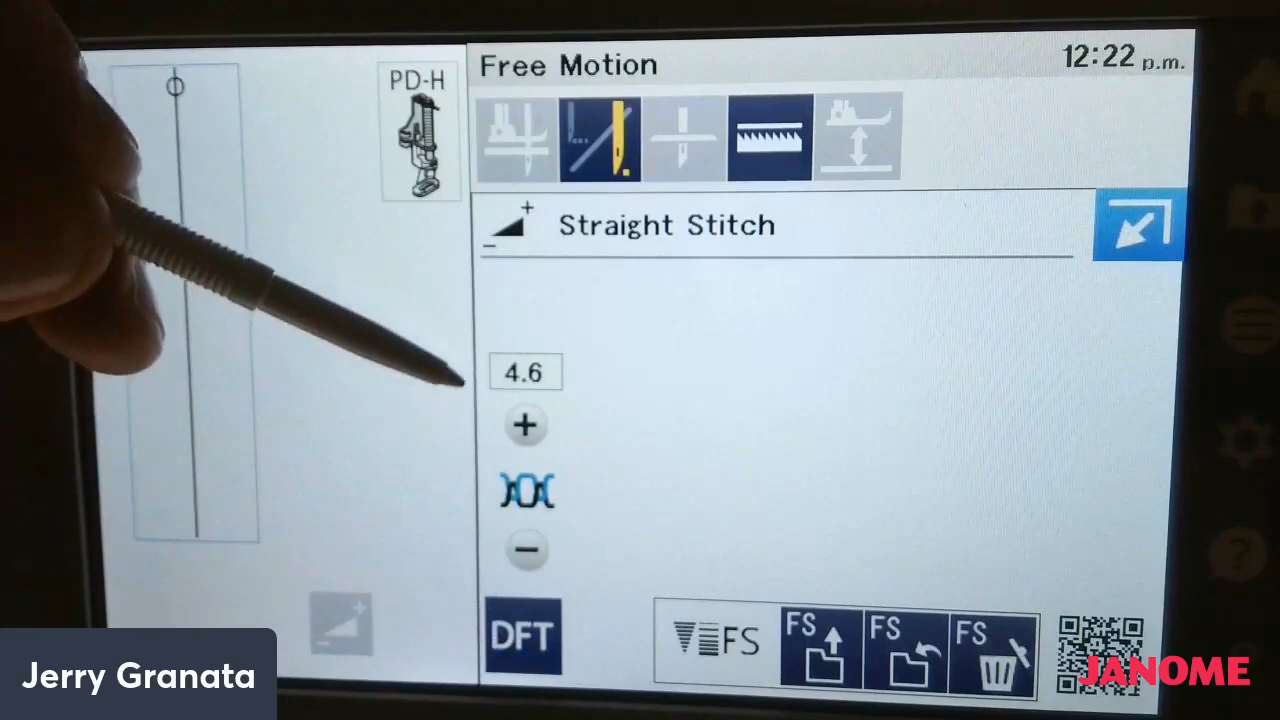 PD-H
Free Motion
12:22 p.m.
Straight Stitch
4.6
DFT
FS
FS
FS
FS
JANOME
Jerry Granata